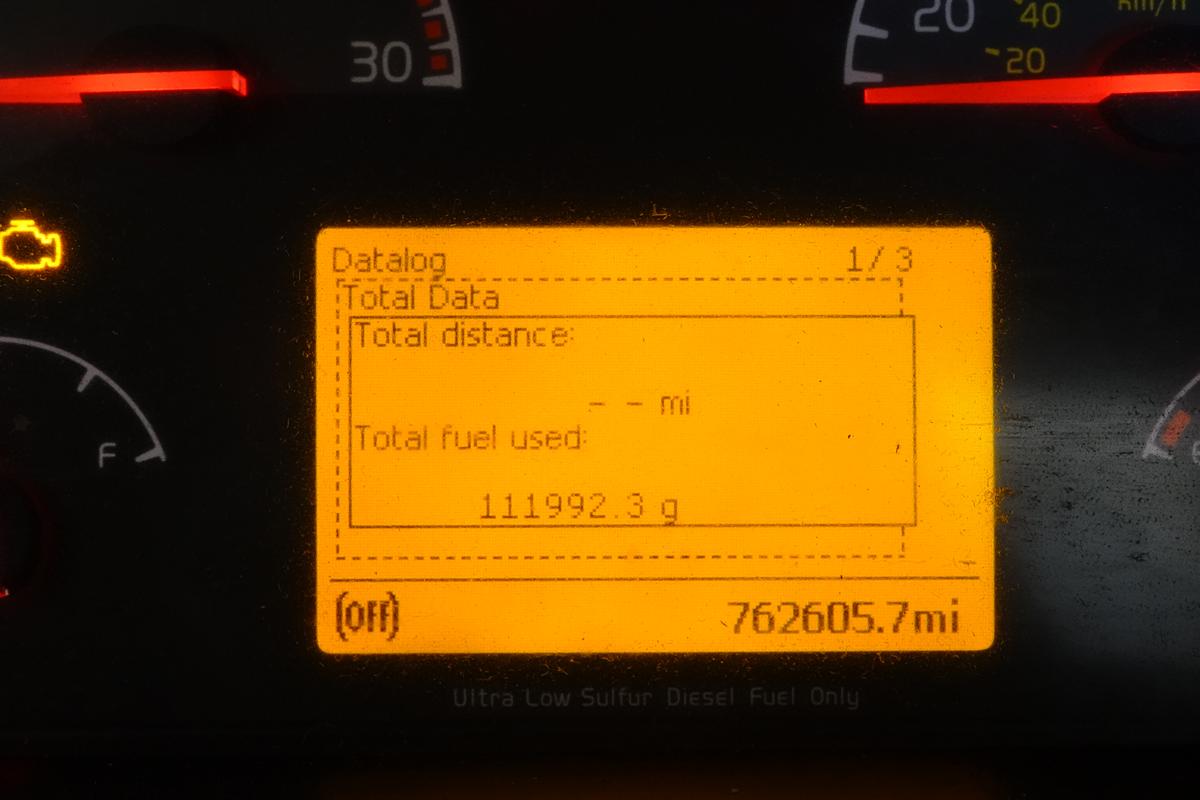 30
20
40
km/h
20
Datalog 1/3
Total Data
Total distance:
- - mi
Total fuel used:
111992.3 g
F
(OFF) 762605.7mi
Ultra Low Sulfur Diesel Fuel Only